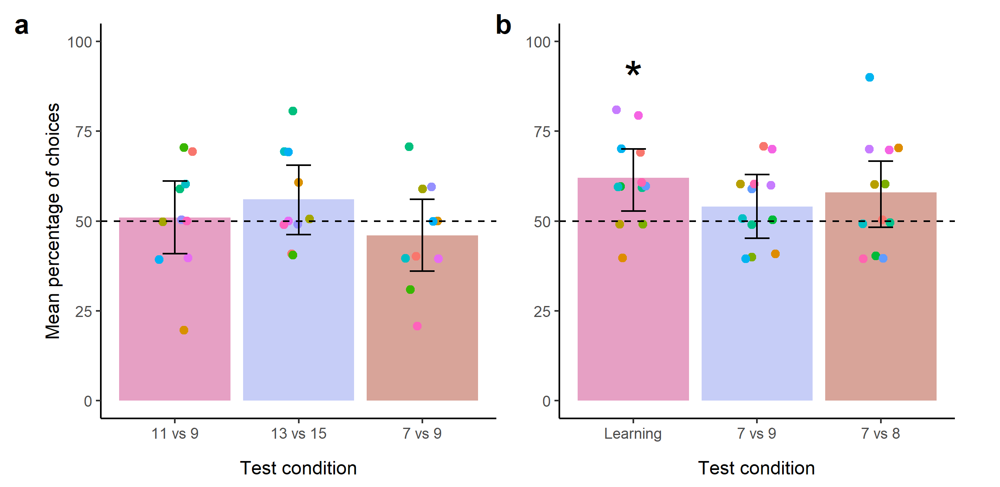 a
Mean percentage of choices
100
75
50
25
0
11 vs 9
13 vs 15
7 vs 9
Test condition
b
100
75
50
25
0
*
Learning
7 vs 9
7 vs 8
Test condition